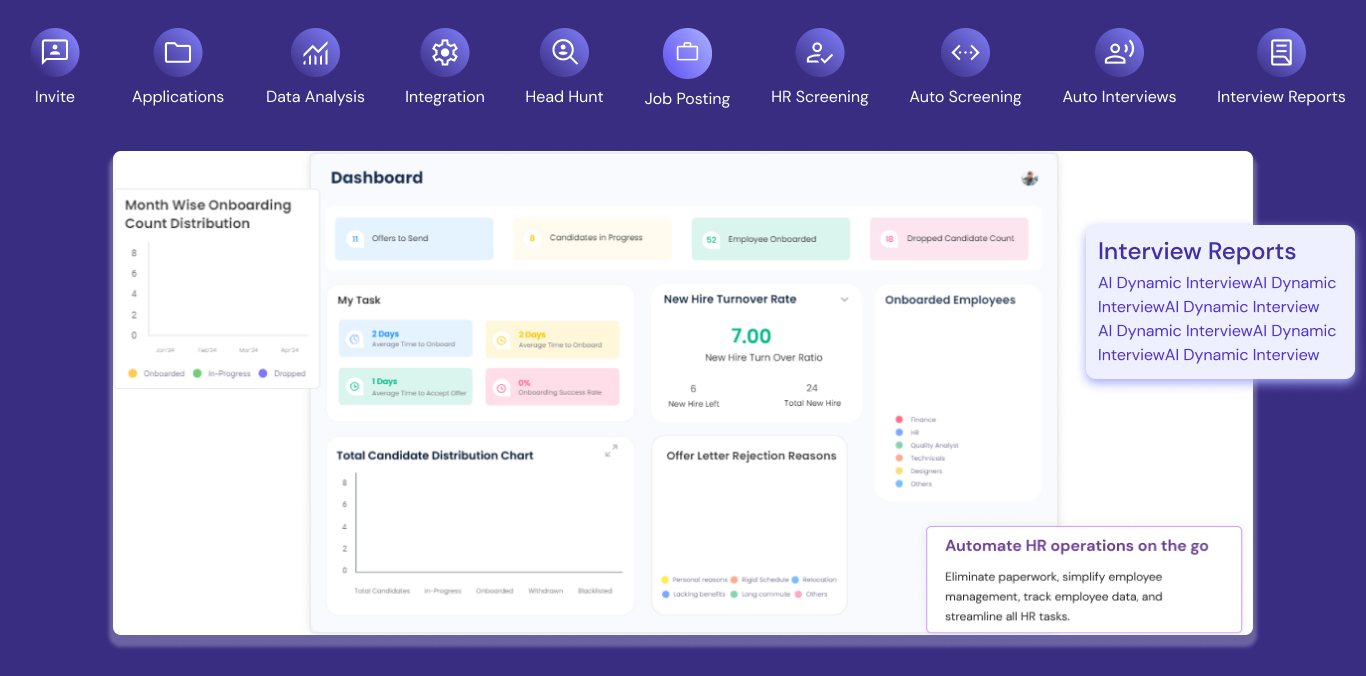 Invite
Applications
Data Analysis
Integration
Head Hunt
Job Posting
HR Screening
Auto Screening
Auto Interviews
Interview Reports
Dashboard
Month Wise Onboarding
Count Distribution
8
6
4
2
0
Jan'24 Feb'24 Mar'24 Apr'24
Onboarded In-Progress Dropped
11 Offers to Send
8 Candidates in Progress
52 Employee Onboarded
18 Dropped Candidate Count
My Task
2 Days
Average Time to Onboard
2 Days
Average Time to Onboard
1 Days
Average Time to Accept Offer
0%
Onboarding Success Rate
New Hire Turnover Rate
7.00
New Hire Turn Over Ratio
6
New Hire Left
24
Total New Hire
Onboarded Employees
Finance
HR
Quality Analyst
Technicals
Designers
Others
Interview Reports
AI Dynamic InterviewAI Dynamic
InterviewAI Dynamic Interview
AI Dynamic InterviewAI Dynamic
InterviewAI Dynamic Interview
Total Candidate Distribution Chart
8
6
4
2
0
Total Candidates In-Progress Onboarded Withdrawn Blacklisted
Offer Letter Rejection Reasons
Personal reasons Rigid Schedule Relocation
Lacking benefits Long commute Others
Automate HR operations on the go
Eliminate paperwork, simplify employee
management, track employee data, and
streamline all HR tasks.